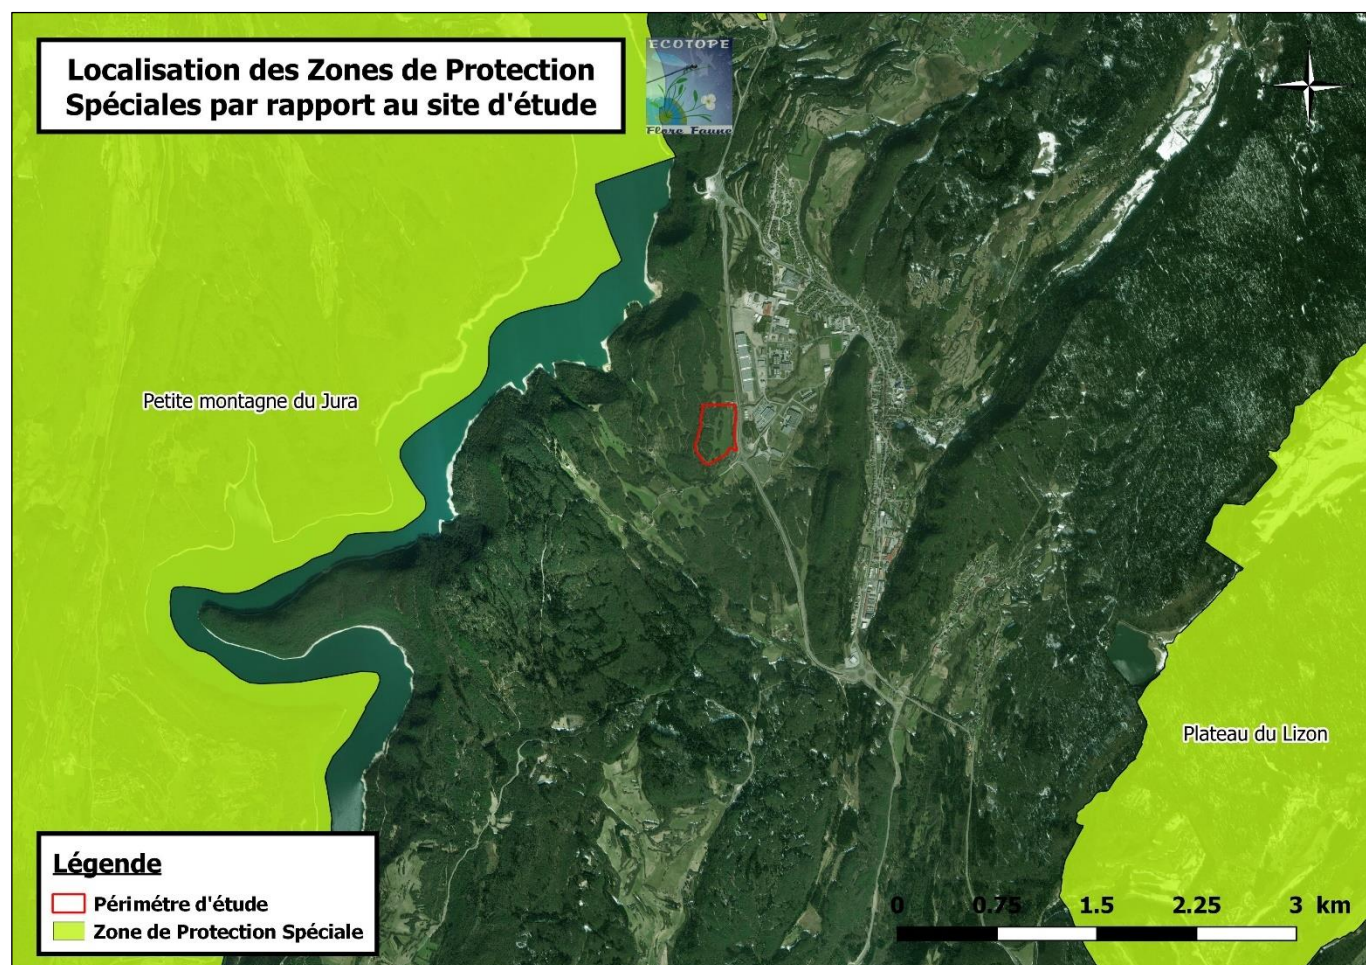 Localisation des Zones de Protection
Spéciales par rapport au site d'étude
ECOTOPE
Flore Faune
Petite montagne du Jura
Plateau du Lizon
Légende
Périmétre d'étude
Zone de Protection Spéciale
0 0.75 1.5 2.25 3 km